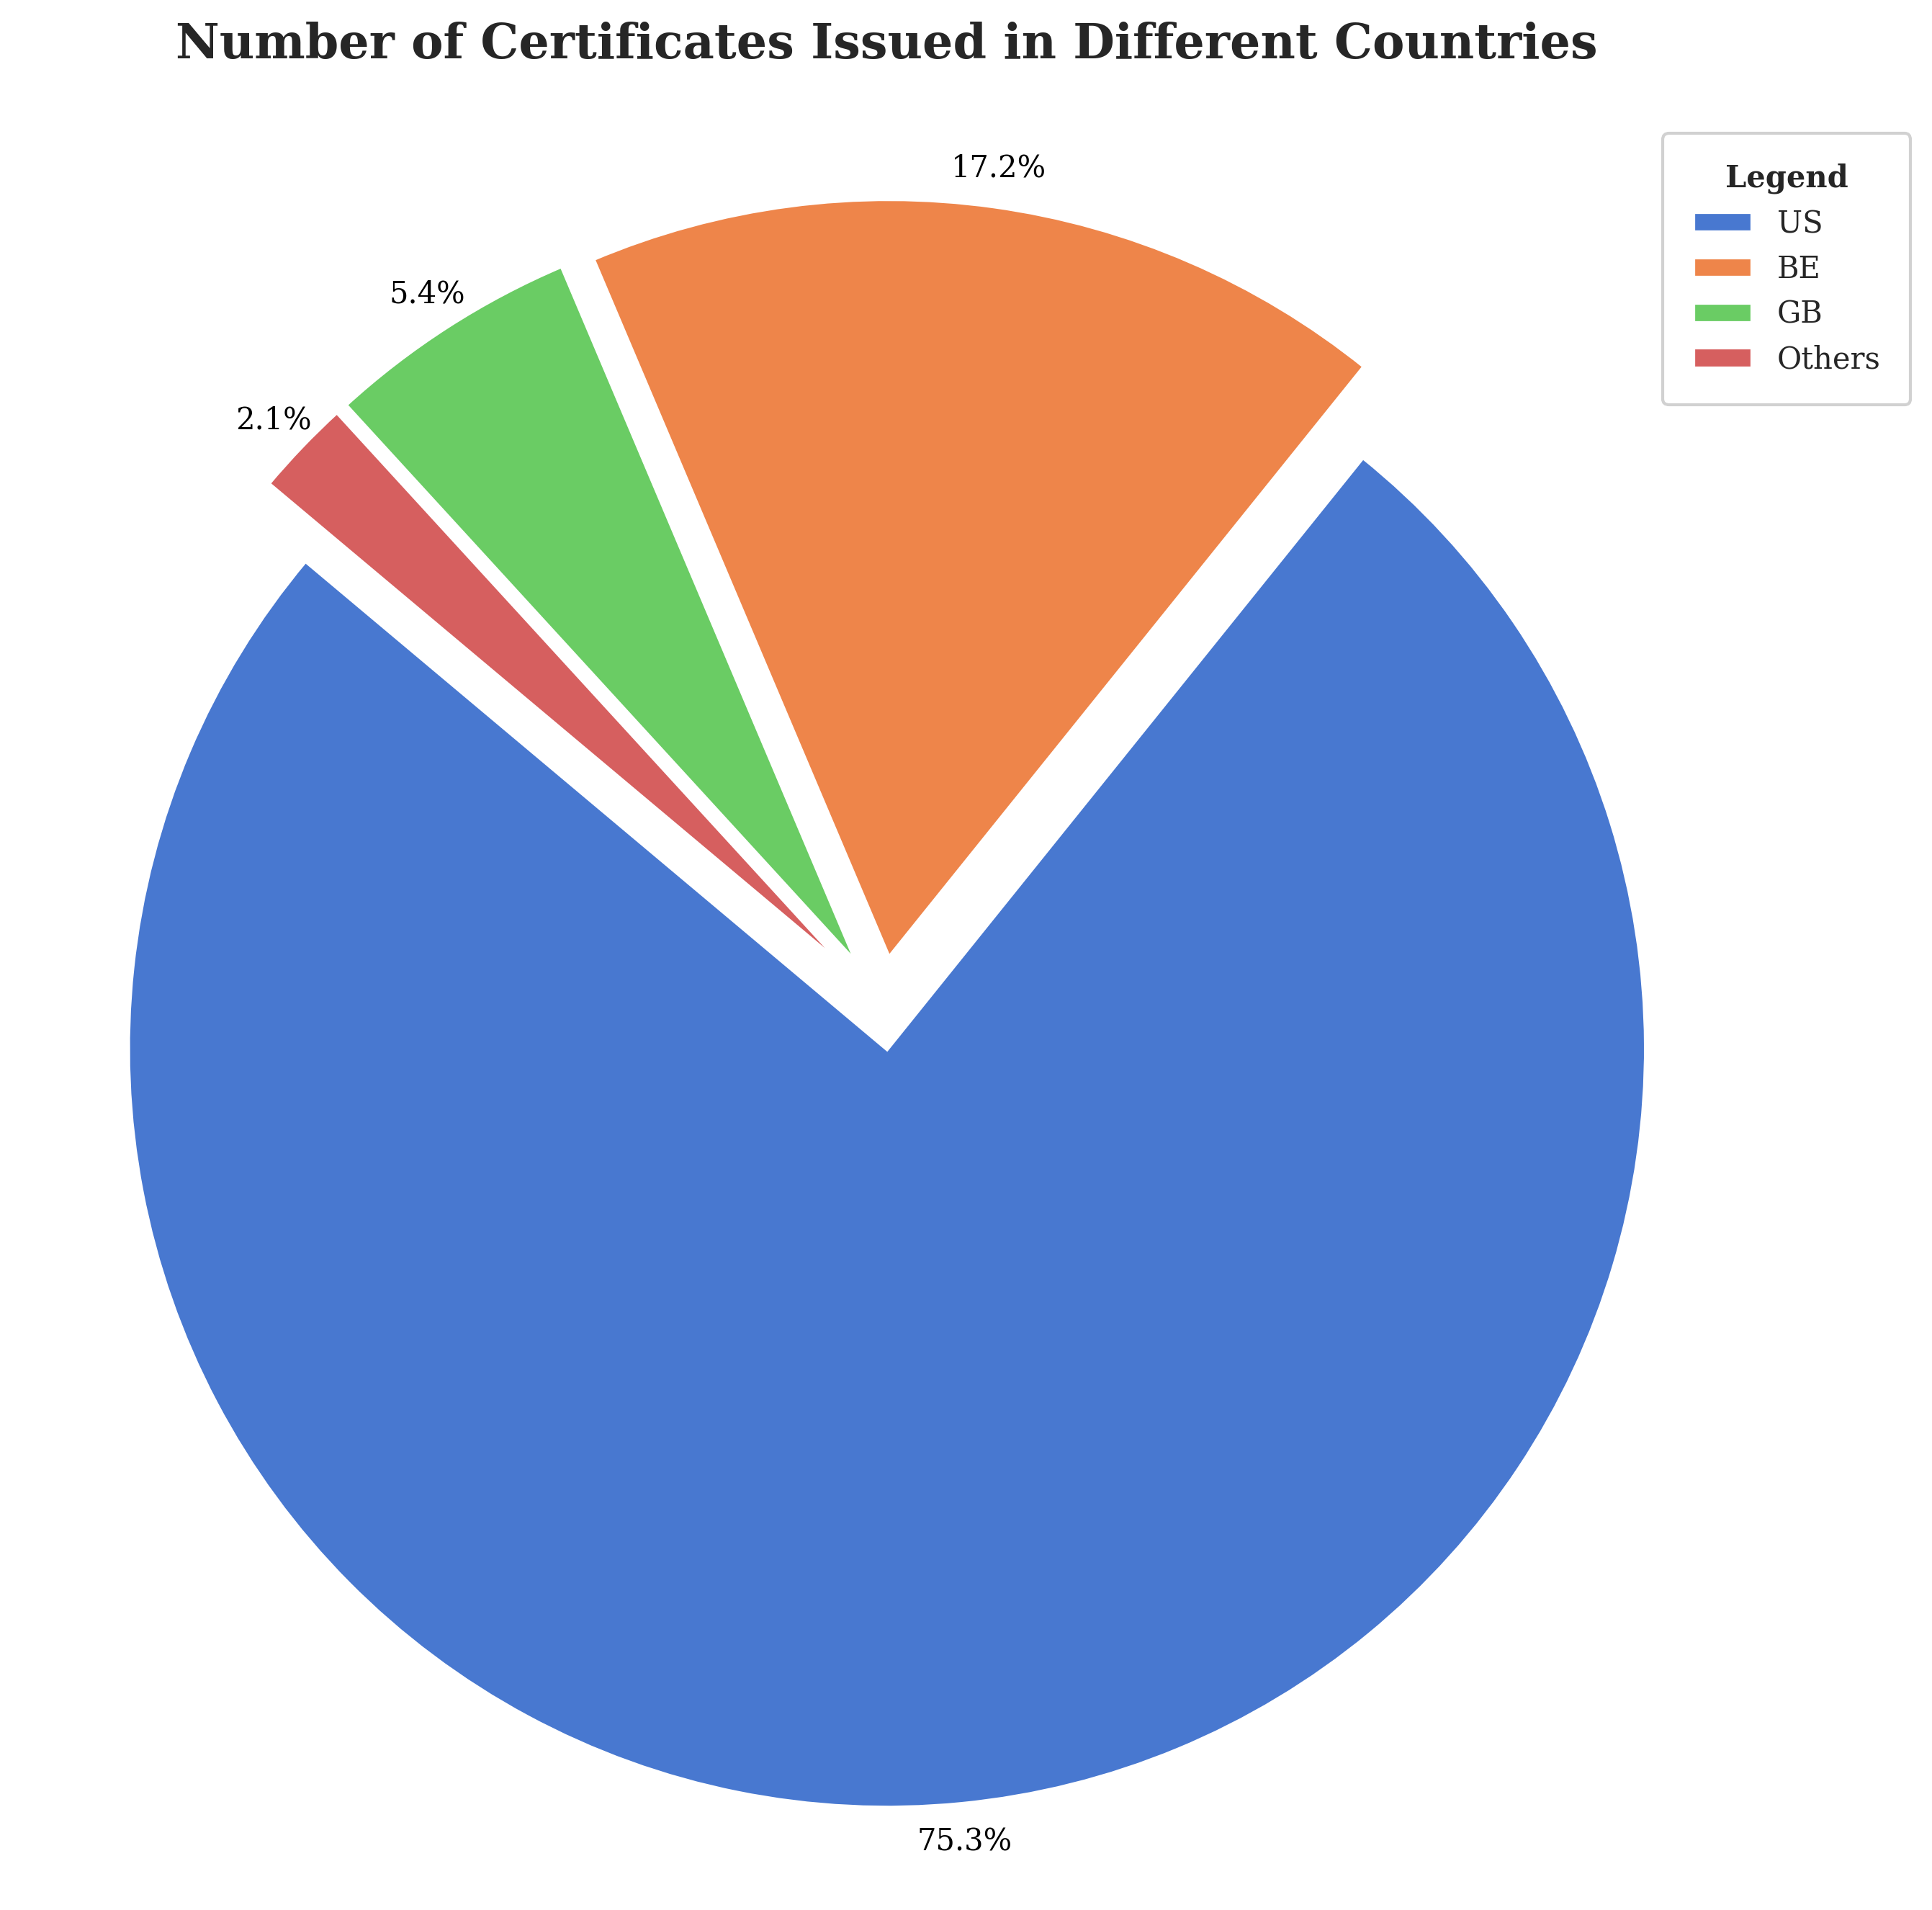 Number of Certificates Issued in Different Countries
17.2%
5.4%
2.1%
75.3%
Legend
US
BE
GB
Others